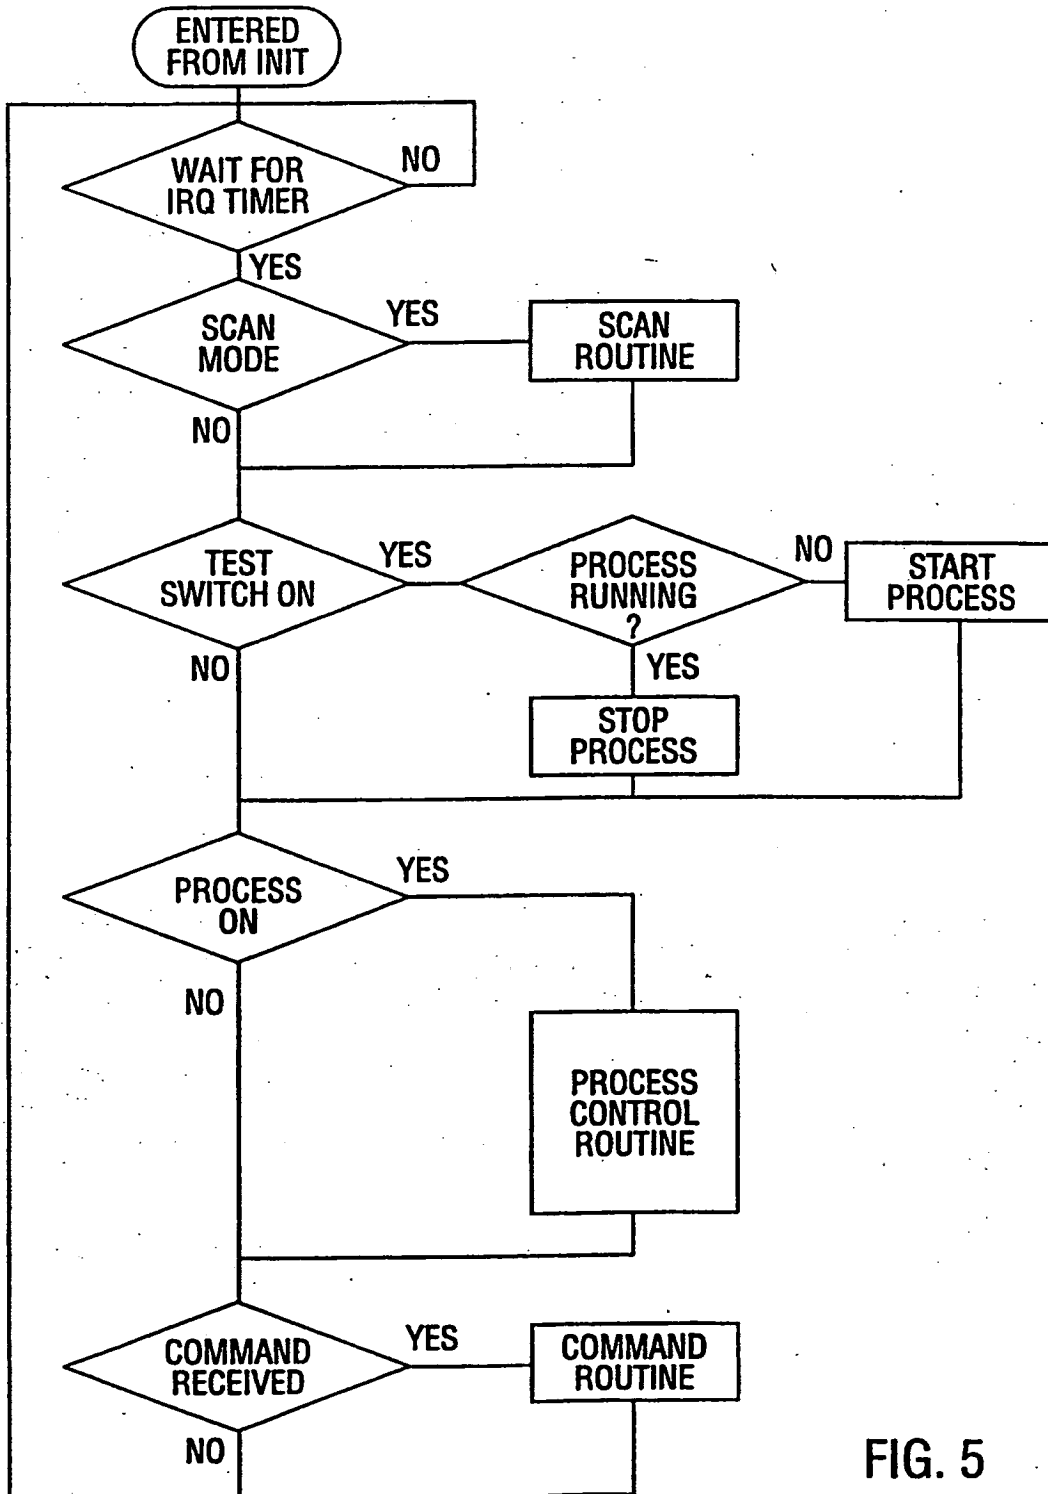 ENTERED
FROM INIT
WAIT FOR
IRQ TIMER
NO
YES
SCAN
MODE
YES
SCAN
ROUTINE
NO
TEST
SWITCH ON
YES
PROCESS
RUNNING
?
NO
START
PROCESS
NO
YES
STOP
PROCESS
PROCESS
ON
YES
NO
PROCESS
CONTROL
ROUTINE
COMMAND
RECEIVED
YES
COMMAND
ROUTINE
NO
FIG. 5